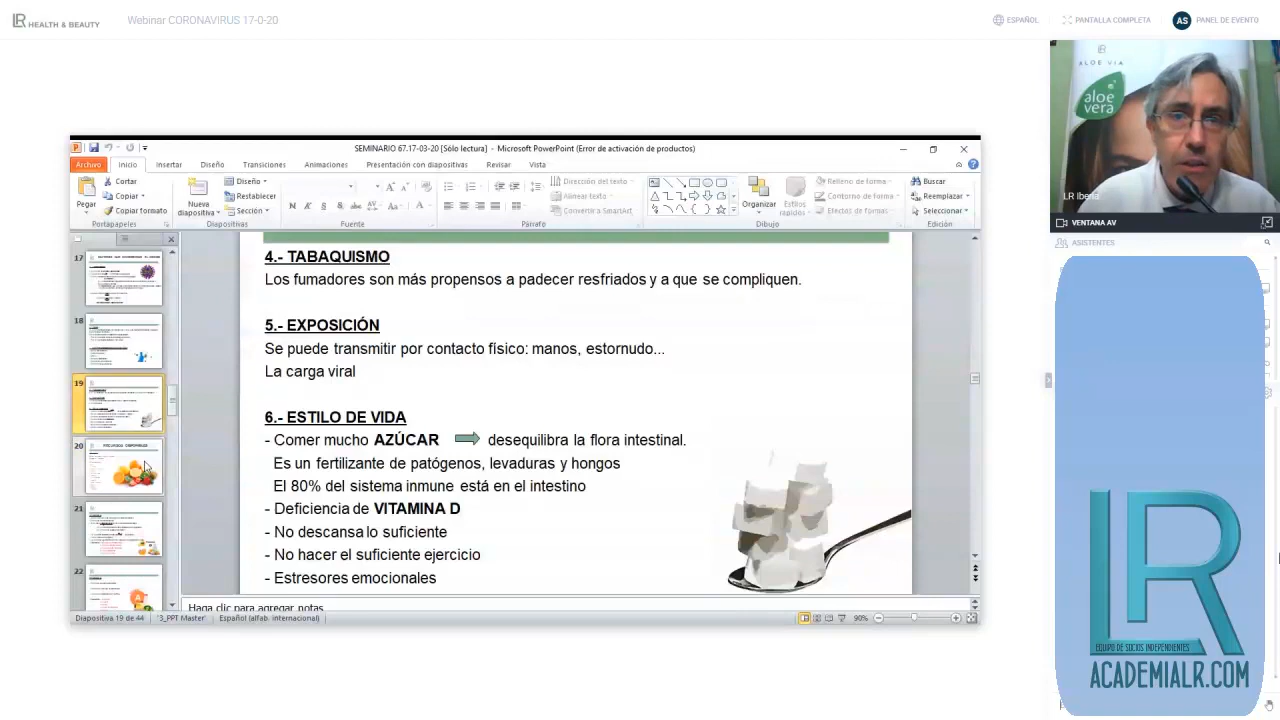 LR HEALTH & BEAUTY
Webinar CORONAVIRUS 17-0-20
ESPAÑOL
PANTALLA COMPLETA
AS
PANEL DE EVENTO
ALOE VIA
aloe vera
LR Iberia
VENTANA AV
ASISTENTES
SEMINARIO 67.17-03-20 [Sólo lectura] - Microsoft PowerPoint (Error de activación de productos)
Archivo
Inicio
Insertar
Diseño
Transiciones
Animaciones
Presentación con diapositivas
Revisar
Vista
Pegar
Cortar
Copiar
Copiar formato
Portapapeles
Nueva diapositiva
Diseño
Restablecer
Sección
Diapositivas
Fuente
Dirección del texto
Alinear texto
Convertir a SmartArt
Párrafo
Organizar
Estilos rápidos
Relleno de forma
Contorno de forma
Efectos de formas
Dibujo
Buscar
Reemplazar
Seleccionar
Edición
17
18
19
20
21
22
4.- TABAQUISMO
Los fumadores son más propensos a padecer resfriados y a que se compliquen.
5.- EXPOSICIÓN
Se puede transmitir por contacto físico: manos, estornudo...
La carga viral
6.- ESTILO DE VIDA
- Comer mucho AZÚCAR desequilibra la flora intestinal.
Es un fertilizante de patógenos, levaduras y hongos
El 80% del sistema inmune está en el intestino
- Deficiencia de VITAMINA D
- No descansa lo suficiente
- No hacer el suficiente ejercicio
- Estresores emocionales
Haga clic para agregar notas
Diapositiva 19 de 44
'3_PPT Master'
Español (alfab. internacional)
90%
LR
EQUIPO DE SOCIOS INDEPENDIENTES
ACADEMIALR.COM